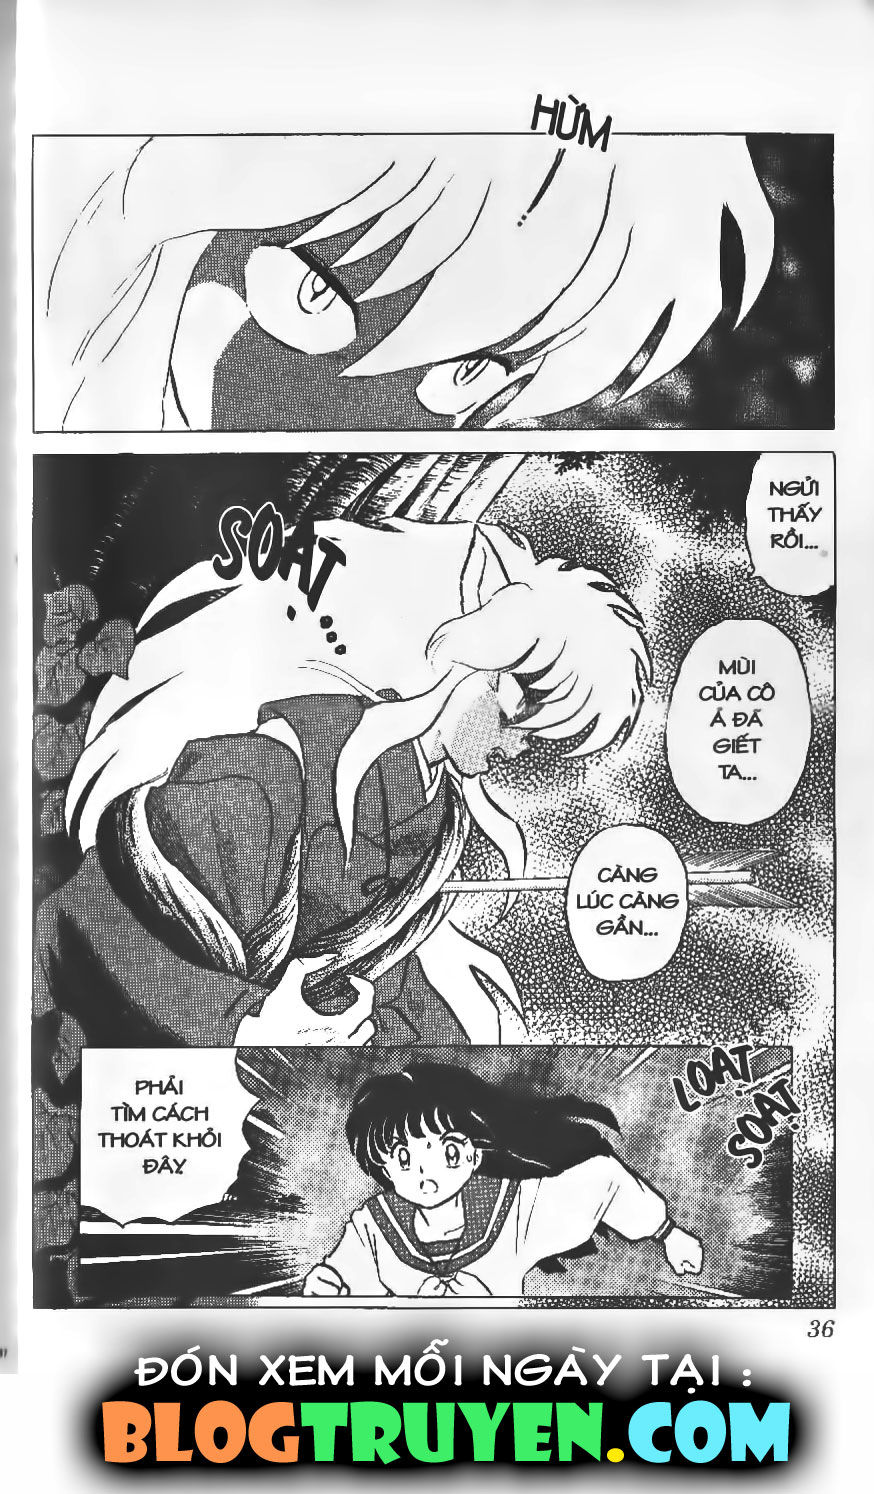 HỪM
NGỬI
THẤY
RỒI...
SOẠT...
MÙI
CỦA CÔ
Ả ĐÃ
GIẾT
TA...
CÀNG
LÚC CÀNG
GẦN...
PHẢI
TÌM CÁCH
THOÁT KHỎI
ĐÂY.
LOẠT
SOẠT
36
ĐÓN XEM MỖI NGÀY TẠI :
BLOGTRUYEN.COM